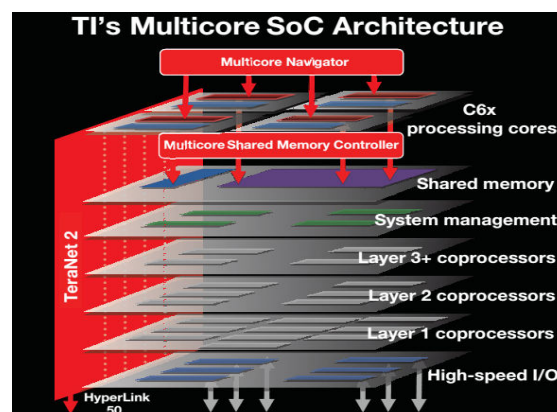 TI's Multicore SoC Architecture
Multicore Navigator
C6x
processing cores
Multicore Shared Memory Controller
Shared memory
System management
Layer 3+ coprocessors
Layer 2 coprocessors
Layer 1 coprocessors
High-speed I/O
TeraNet 2
HyperLink
50